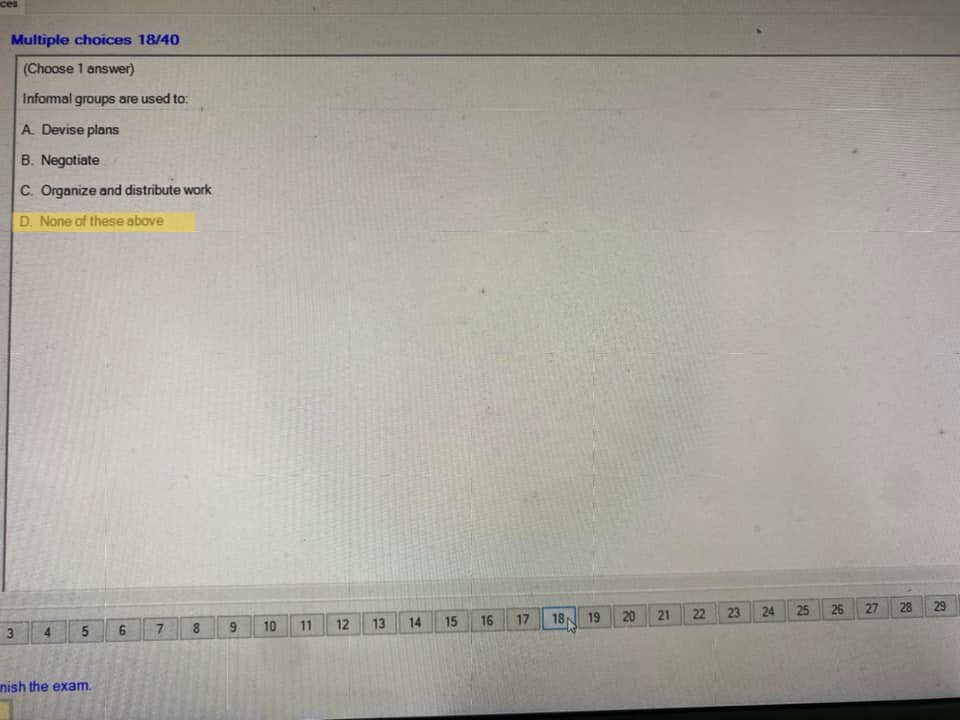 ces
Multiple choices 18/40
(Choose 1 answer)
Informal groups are used to:
A. Devise plans
B. Negotiate
C. Organize and distribute work
D. None of these above
3 4 5 6 7 8 9 10 11 12 13 14 15 16 17 18 19 20 21 22 23 24 25 26 27 28 29
nish the exam.